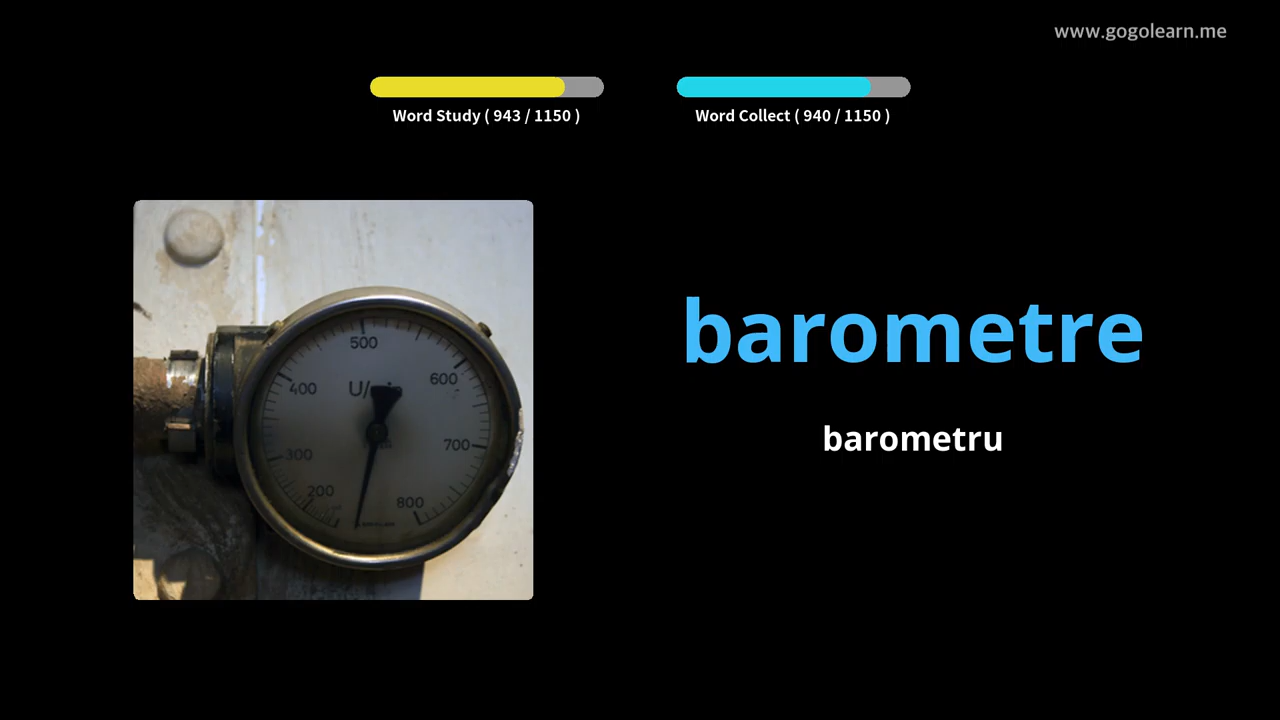 www.gogolearn.me
Word Study ( 943 / 1150 )
Word Collect ( 940 / 1150 )
500
400
600
300
700
200
800
barometre
barometru